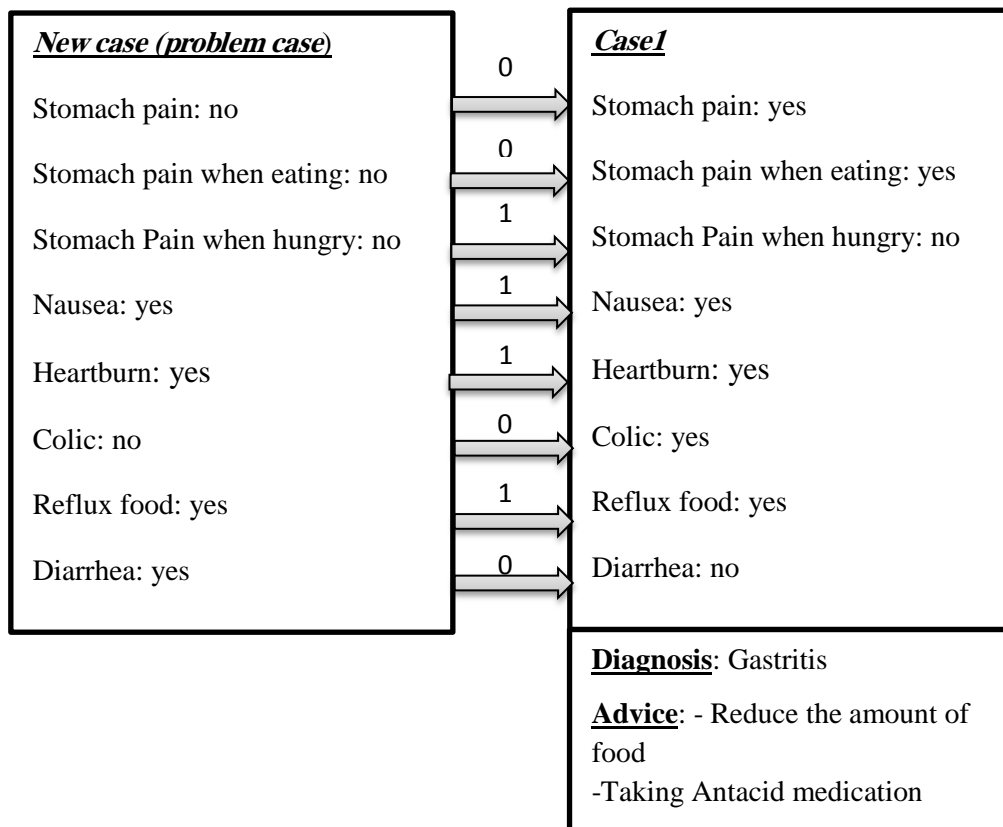 New case (problem case)
Stomach pain: no
Stomach pain when eating: no
Stomach Pain when hungry: no
Nausea: yes
Heartburn: yes
Colic: no
Reflux food: yes
Diarrhea: yes
0
0
1
1
1
0
1
0
Case1
Stomach pain: yes
Stomach pain when eating: yes
Stomach Pain when hungry: no
Nausea: yes
Heartburn: yes
Colic: yes
Reflux food: yes
Diarrhea: no
Diagnosis: Gastritis
Advice: - Reduce the amount of
food
-Taking Antacid medication